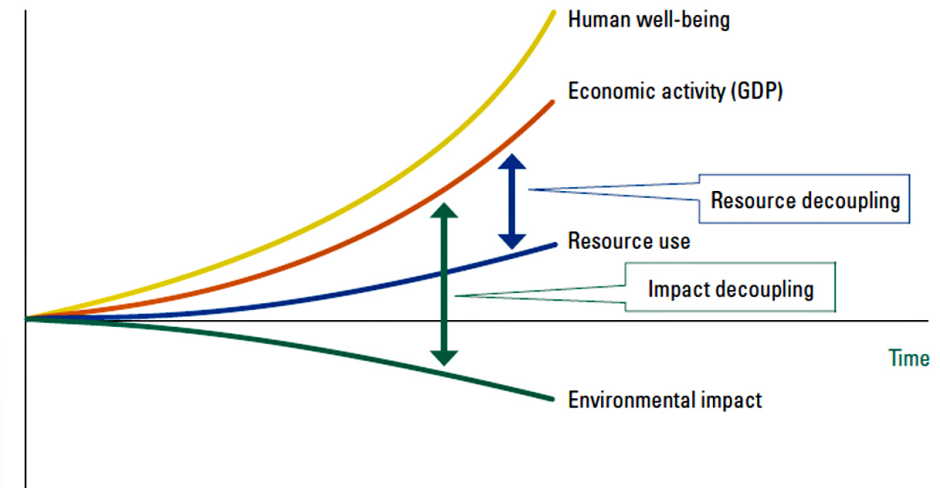 Human well-being
Economic activity (GDP)
Resource decoupling
Resource use
Impact decoupling
Time
Environmental impact